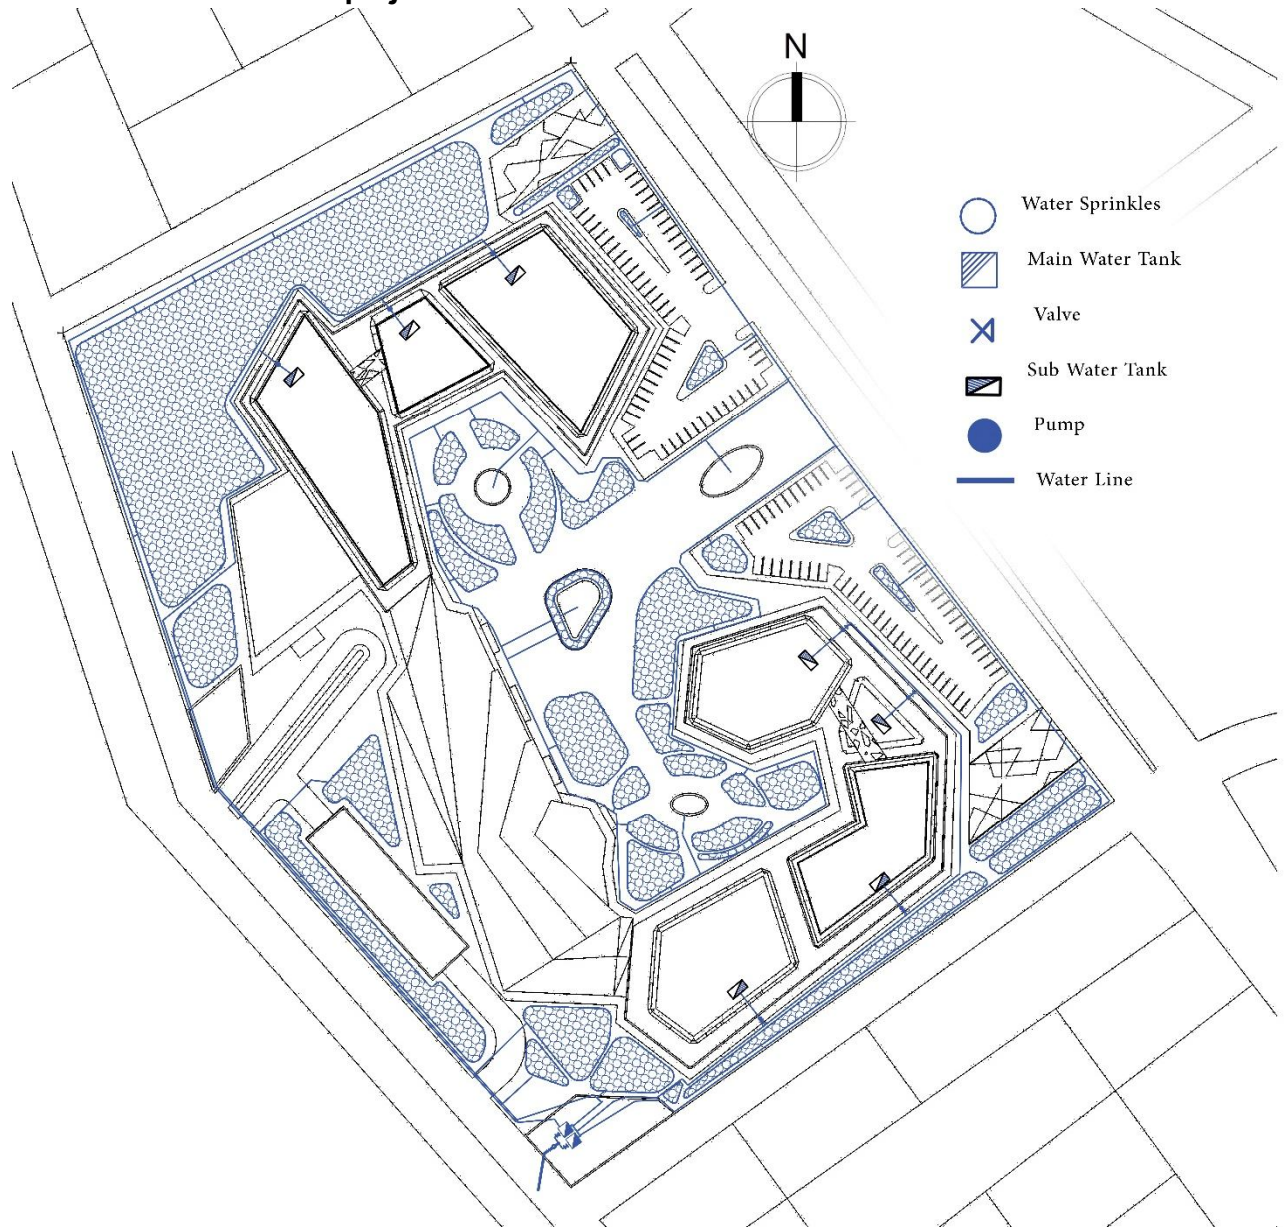 N
Water Sprinkles
Main Water Tank
Valve
Sub Water Tank
Pump
Water Line